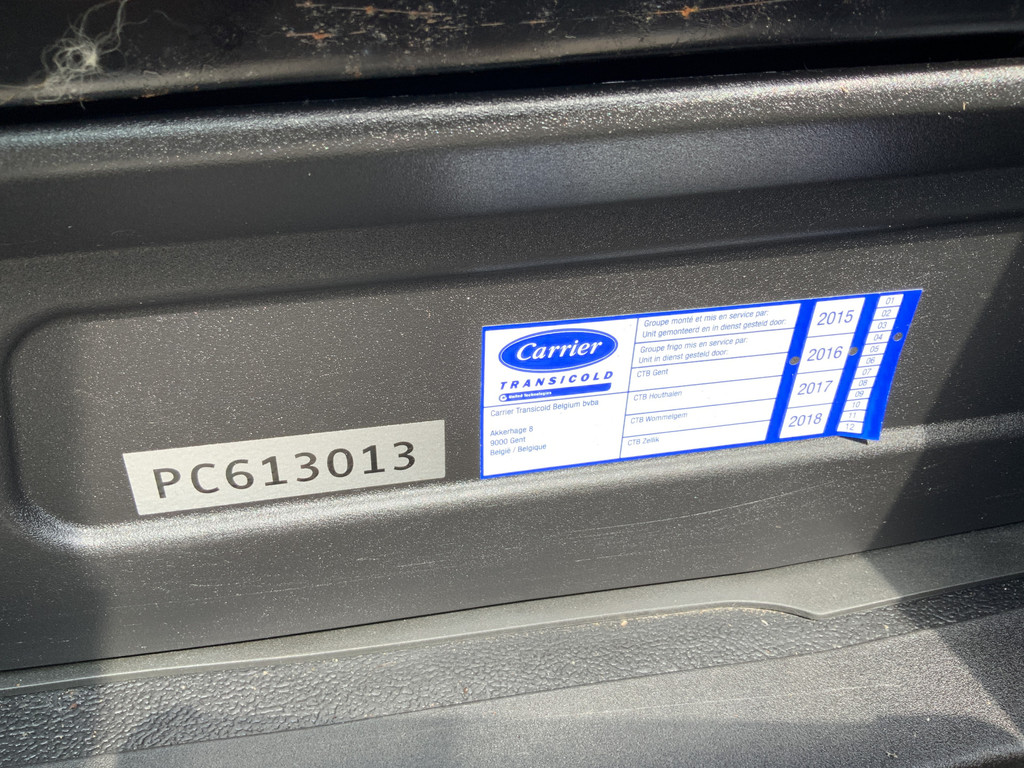 PC613013
Carrier
TRANSICOLD
United Technologies
Carrier Transicold Belgium bvba
Akkerhage 8
9000 Gent
België / Belgique
Groupe monté et mis en service par:
Unit gemonteerd en in dienst gesteld door:
Groupe frigo mis en service par:
Unit in dienst gesteld door:
CTB Gent
CTB Houthalen
CTB Wommelgem
CTB Zellik
2015
2016
2017
2018
01
02
03
04
05
06
07
08
09
10
11
12